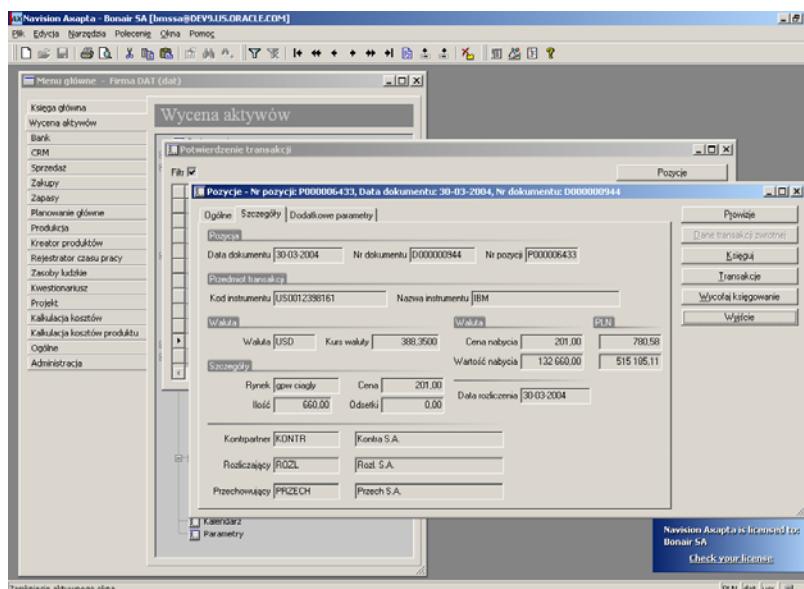 Navision Axapta - Bonair SA [bmssa@DEV9.US.ORACLE.COM]
Plik Edycja Narzędzia Polecenie Okna Pomoc
Menu główne - Firma DAT (dat)
Księga główna
Wycena aktywów
Bank
CRM
Sprzedaż
Zakupy
Zapasy
Planowanie główne
Produkcja
Kreator produktów
Rejestrator czasu pracy
Zasoby ludzkie
Kwestionariusz
Projekt
Kalkulacja kosztów
Kalkulacja kosztów produktu
Ogólne
Administracja
Wycena aktywów
Kalendarz
Parametry
Potwierdzenie transakcji
Filtr
Pozycje
Pozycje - Nr pozycji: P000006433, Data dokumentu: 30-03-2004, Nr dokumentu: D000000944
Ogólne Szczegóły Dodatkowe parametry
Pozycja
Data dokumentu 30-03-2004 Nr dokumentu D000000944 Nr pozycji P000006433
Przedmiot transakcji
Kod instrumentu US0012398161 Nazwa instrumentu IBM
Waluta Waluta PLN
Waluta USD Kurs waluty 388,3500 Cena nabycia 201,00 780,58
Szczegóły Wartość nabycia 132 660,00 515 185,11
Rynek gpw ciagly Cena 201,00 Data rozliczenia 30-03-2004
Ilość 660,00 Odsetki 0,00
Kontrpartner KONTR Kontra S.A.
Rozliczający ROZL Rozl. S.A.
Przechowujący PRZECH Przech S.A.
Prowizje
Dane transakcji zwrotnej
Księguj
Transakcje
Wycofaj księgowanie
Wyjście
Navision Axapta is licensed to:
Bonair SA
Check your license.
Zamknięcie aktywnego okna
PLN dat usr